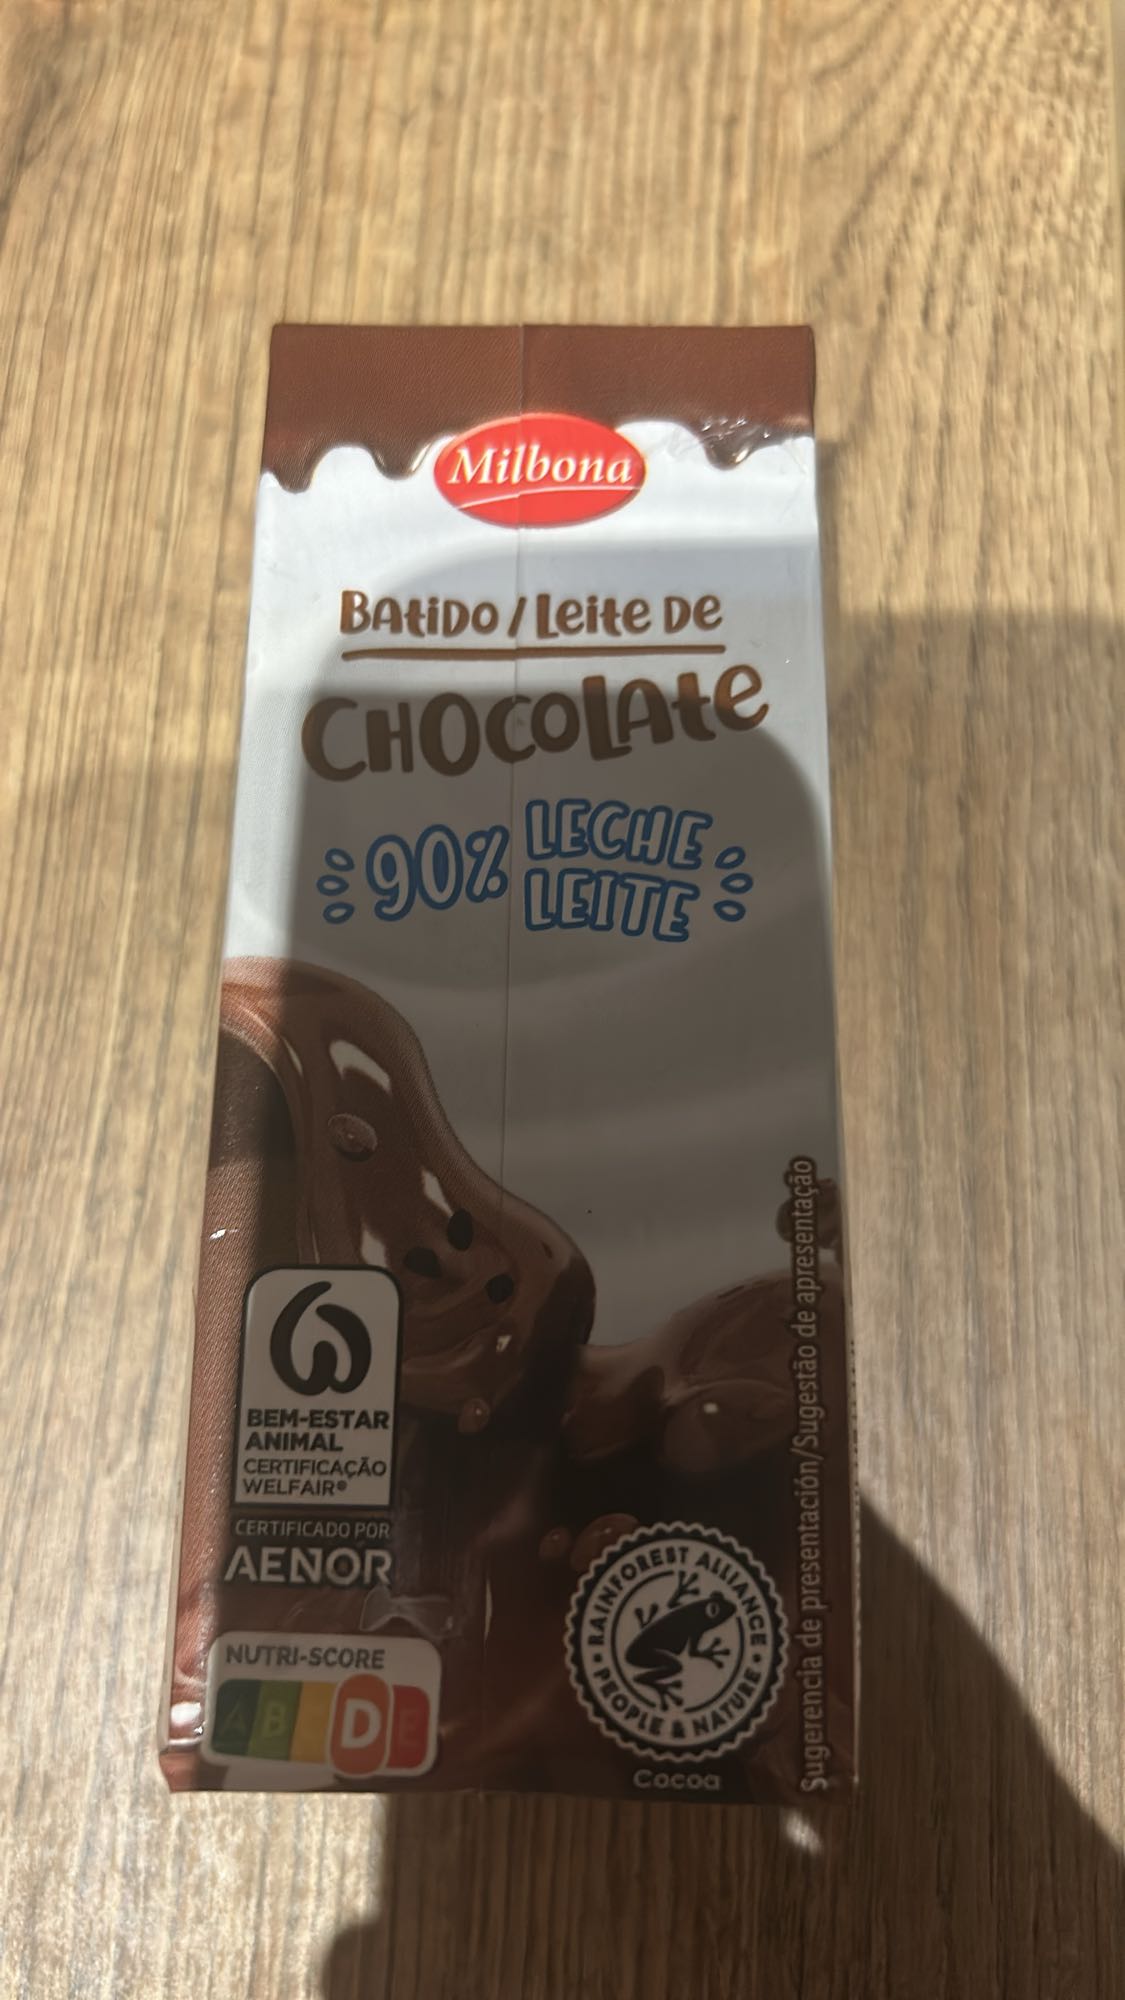 Milbona
BAtiDo / Leite De
CHOCOLAte
90% LECHE
LEITE
BEM-ESTAR
ANIMAL
CERTIFICAÇÃO
WELFAIR®
CERTIFICADO POR
AENOR
NUTRI-SCORE
A B D E
RAINFOREST ALLIANCE
PEOPLE & NATURE
Cocoa
Sugerencia de presentación/Sugestão de apresentação